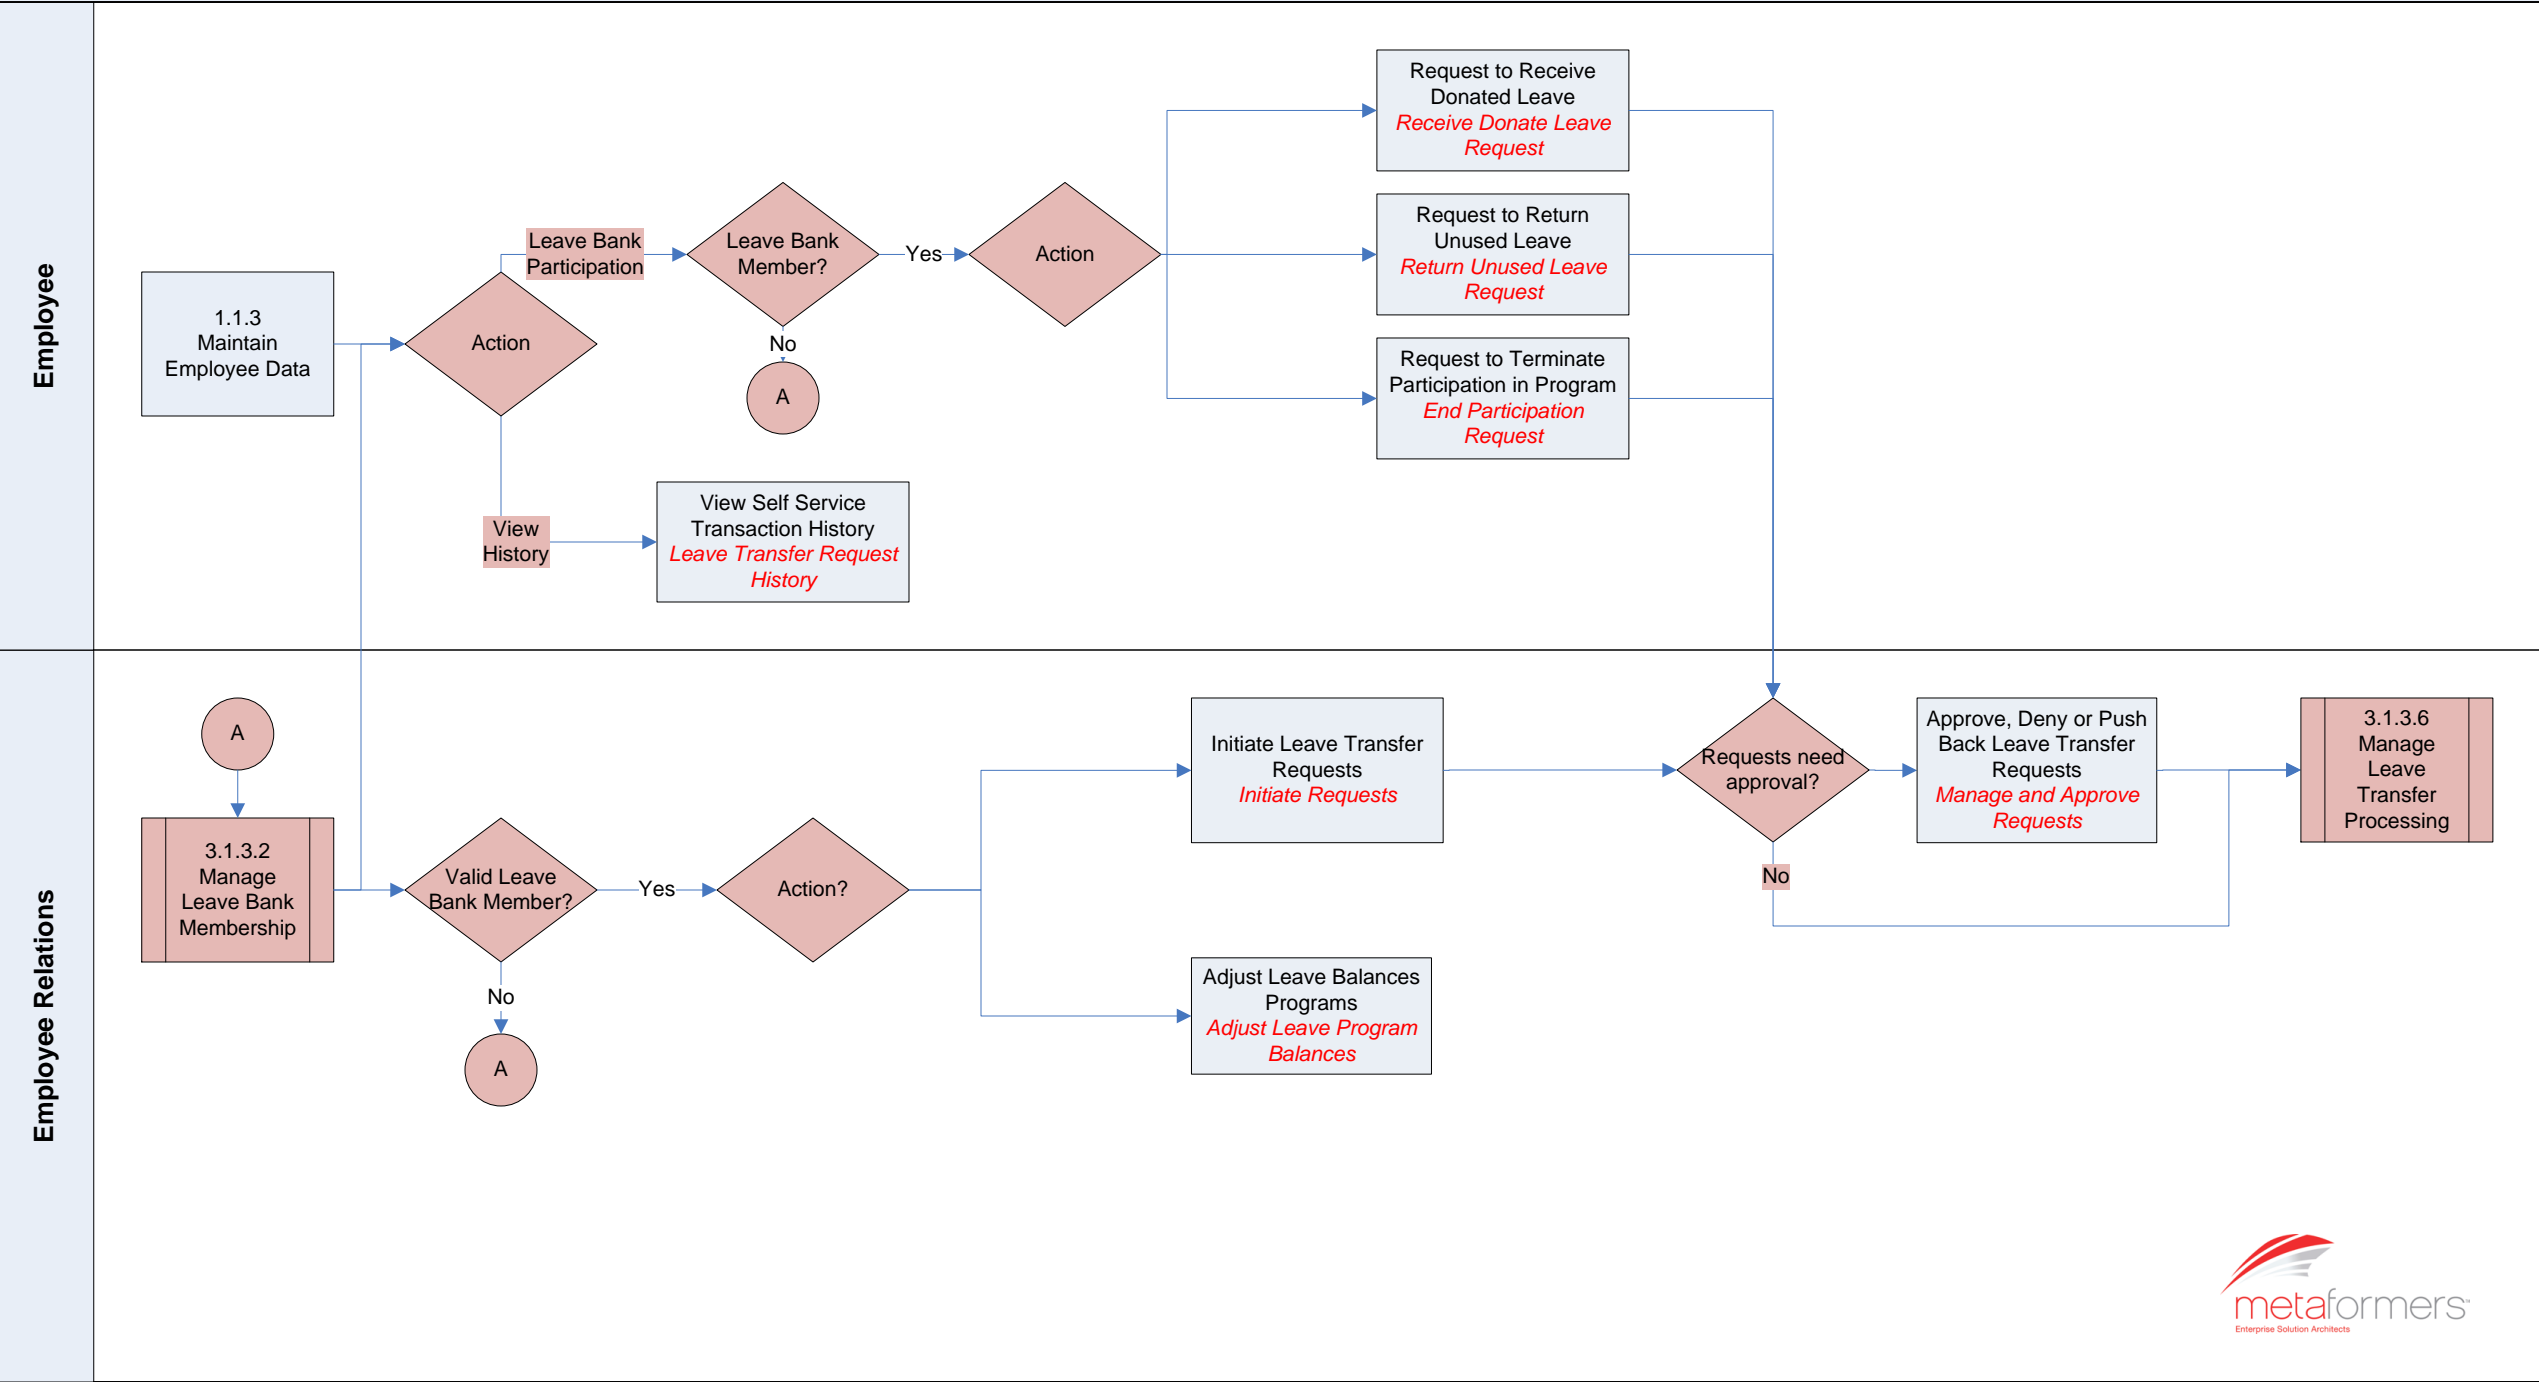 Employee
1.1.3
Maintain
Employee Data
Action
Leave Bank
Participation
View
History
Leave Bank
Member?
Yes
No
A
Action
View Self Service
Transaction History
Leave Transfer Request
History
Request to Receive
Donated Leave
Receive Donate Leave
Request
Request to Return
Unused Leave
Return Unused Leave
Request
Request to Terminate
Participation in Program
End Participation
Request
Employee Relations
A
3.1.3.2
Manage
Leave Bank
Membership
Valid Leave
Bank Member?
Yes
No
A
Action?
Initiate Leave Transfer
Requests
Initiate Requests
Adjust Leave Balances
Programs
Adjust Leave Program
Balances
Requests need
approval?
No
Approve, Deny or Push
Back Leave Transfer
Requests
Manage and Approve
Requests
3.1.3.6
Manage
Leave
Transfer
Processing
metaformers™
Enterprise Solution Architects